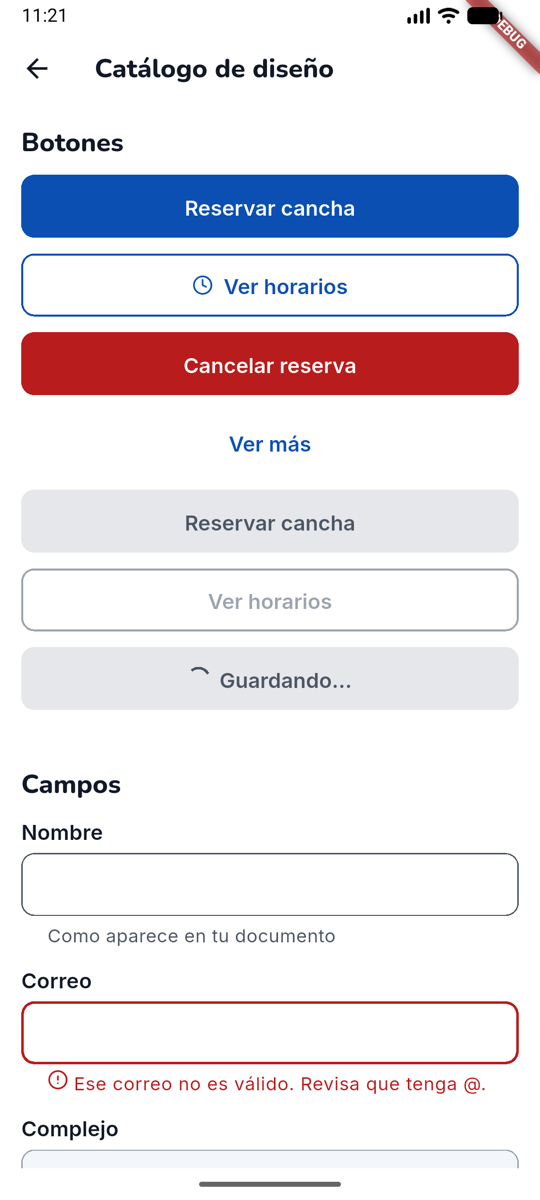 11:21
EBUG
Catálogo de diseño
Botones
Reservar cancha
Ver horarios
Cancelar reserva
Ver más
Reservar cancha
Ver horarios
Guardando...
Campos
Nombre
Como aparece en tu documento
Correo
Ese correo no es válido. Revisa que tenga @.
Complejo